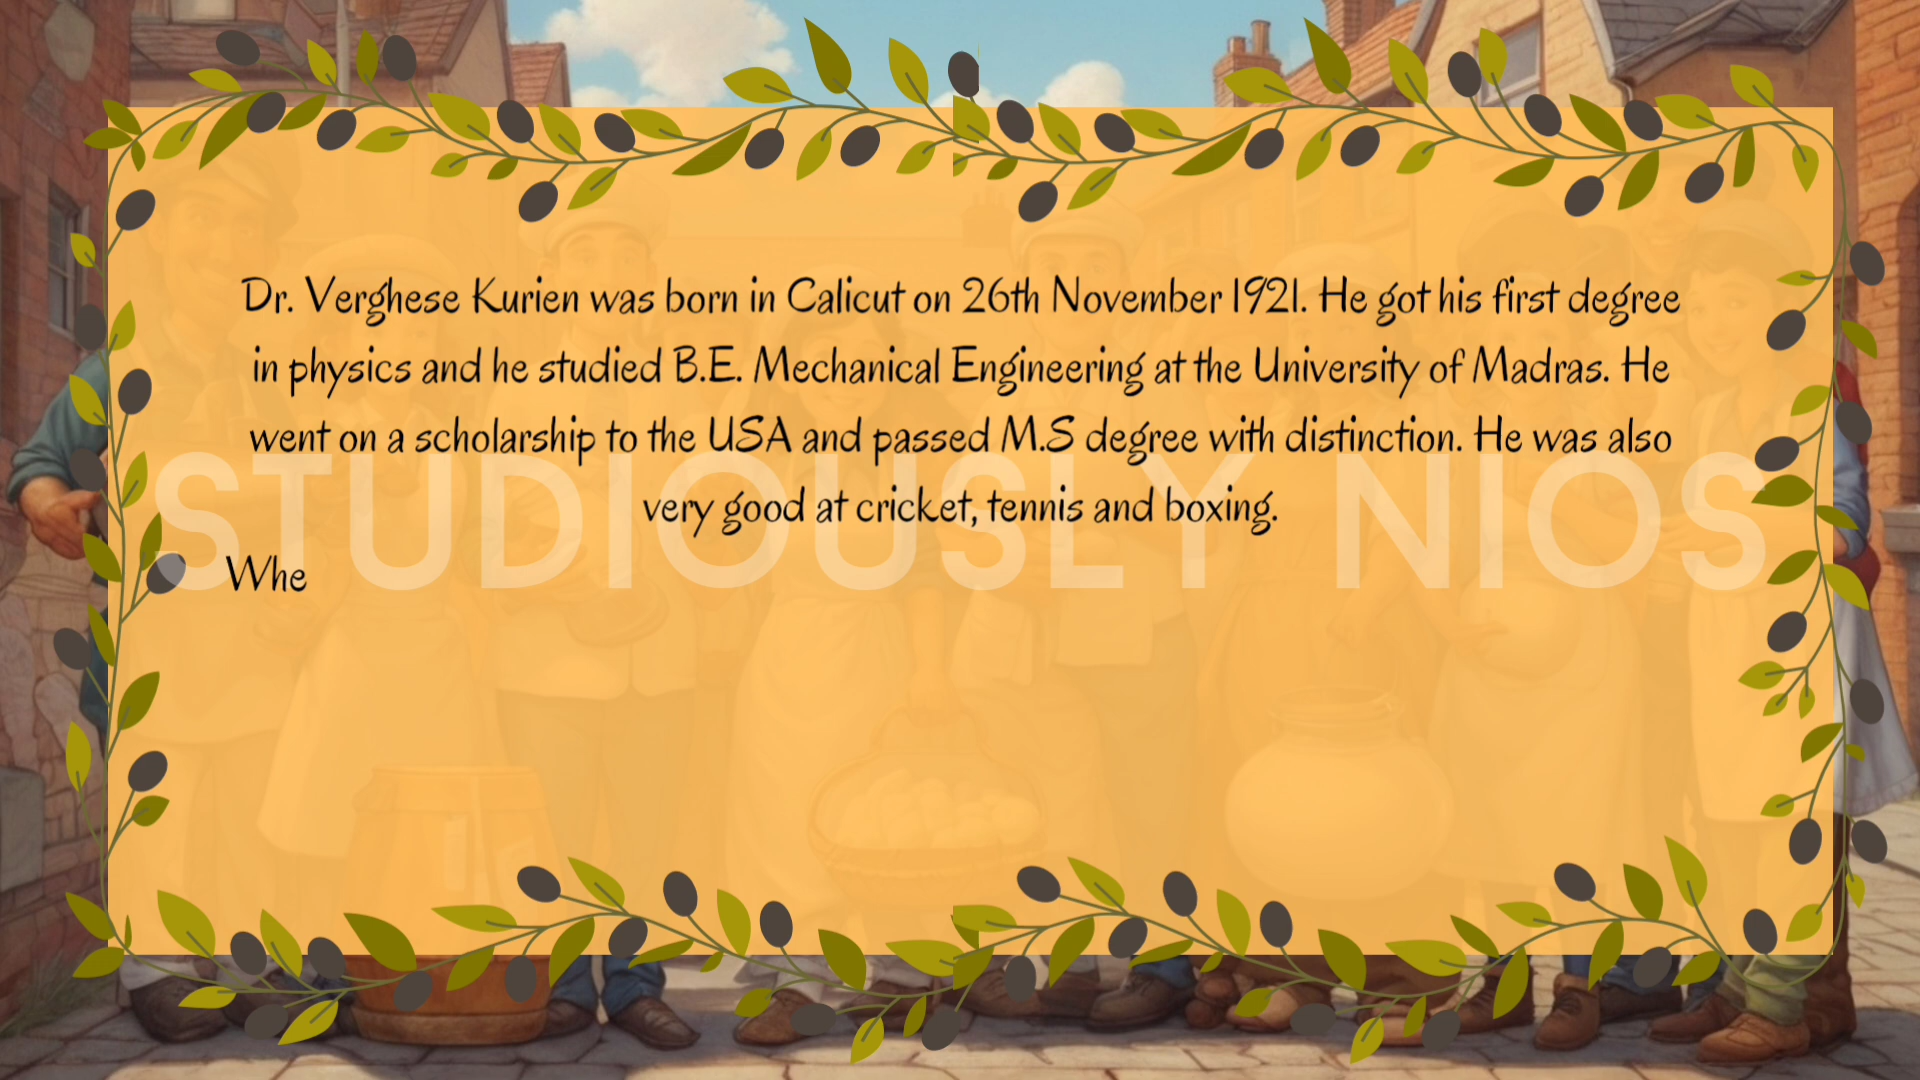 Dr. Verghese Kurien was born in Calicut on 26th November 1921. He got his first degree
in physics and he studied B.E. Mechanical Engineering at the University of Madras. He
went on a scholarship to the USA and passed M.S degree with distinction. He was also
very good at cricket, tennis and boxing.
STUDIOUSLY NIOS
Whe